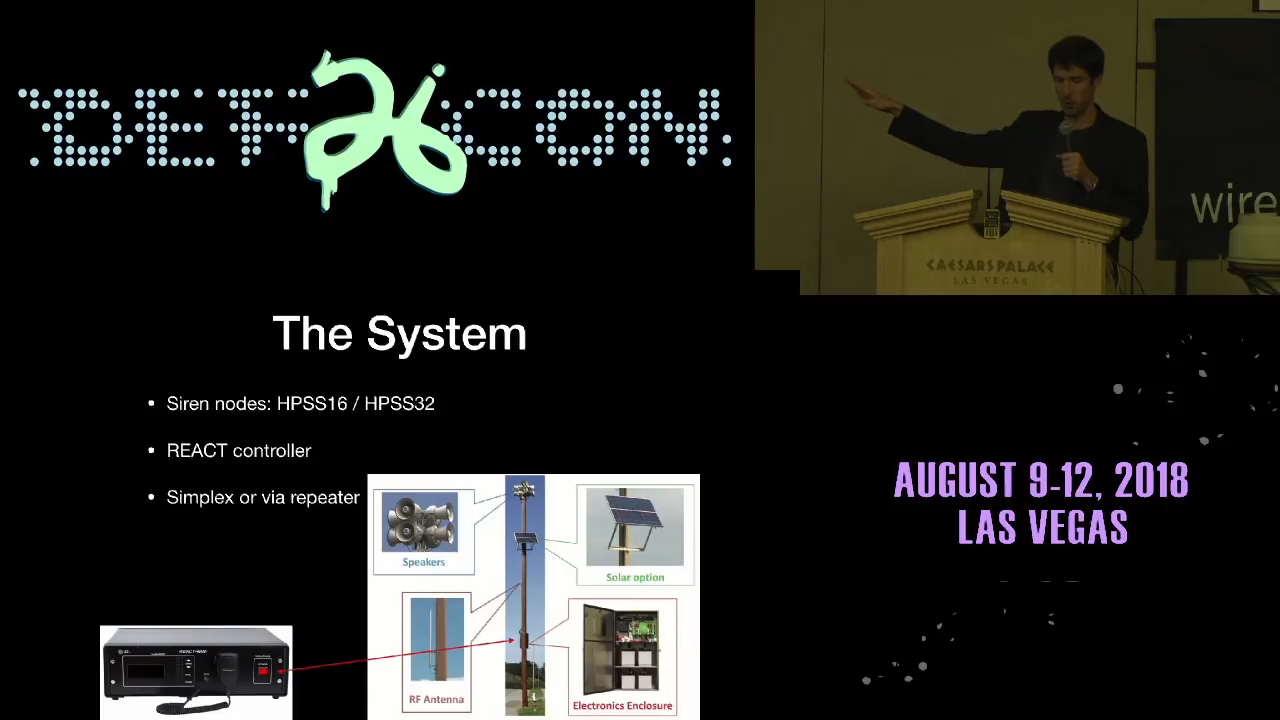 DEF 26 CON
wire
CAESARS PALACE
LAS VEGAS
The System
• Siren nodes: HPSS16 / HPSS32
• REACT controller
• Simplex or via repeater
Speakers
Solar option
RF Antenna
Electronics Enclosure
AUGUST 9-12, 2018
LAS VEGAS